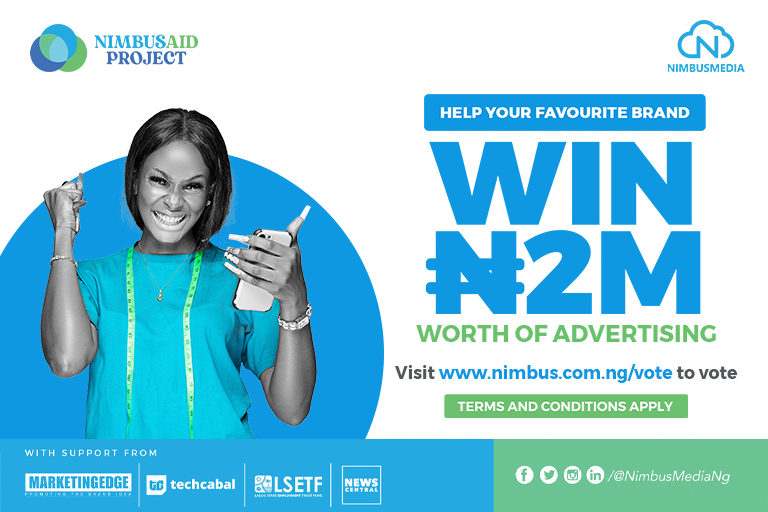 NIMBUSAID
PROJECT
N
NIMBUSMEDIA
HELP YOUR FAVOURITE BRAND
WIN
₦2M
WORTH OF ADVERTISING
Visit www.nimbus.com.ng/vote to vote
TERMS AND CONDITIONS APPLY
WITH SUPPORT FROM
MARKETINGEDGE
PROMOTING THE BRAND IDEA
techcabal
LSETF
LAGOS STATE EMPLOYMENT TRUST FUND
NEWS
CENTRAL
/@NimbusMediaNg